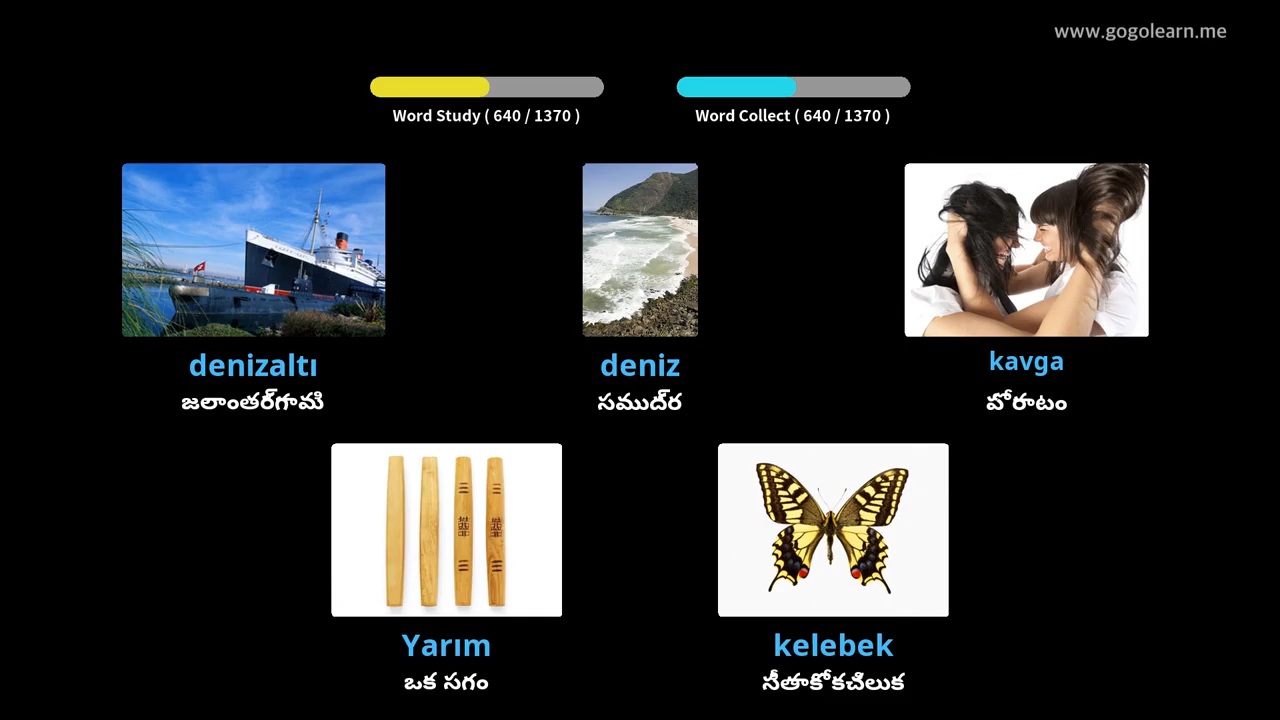 www.gogolearn.me
Word Study ( 640 / 1370 )
Word Collect ( 640 / 1370 )
denizaltı
deniz
kavga
జలాంతర్గామి
సముద్ర
పోరాటం
Yarım
kelebek
ఒక సగం
సీతాకోకచిలుక